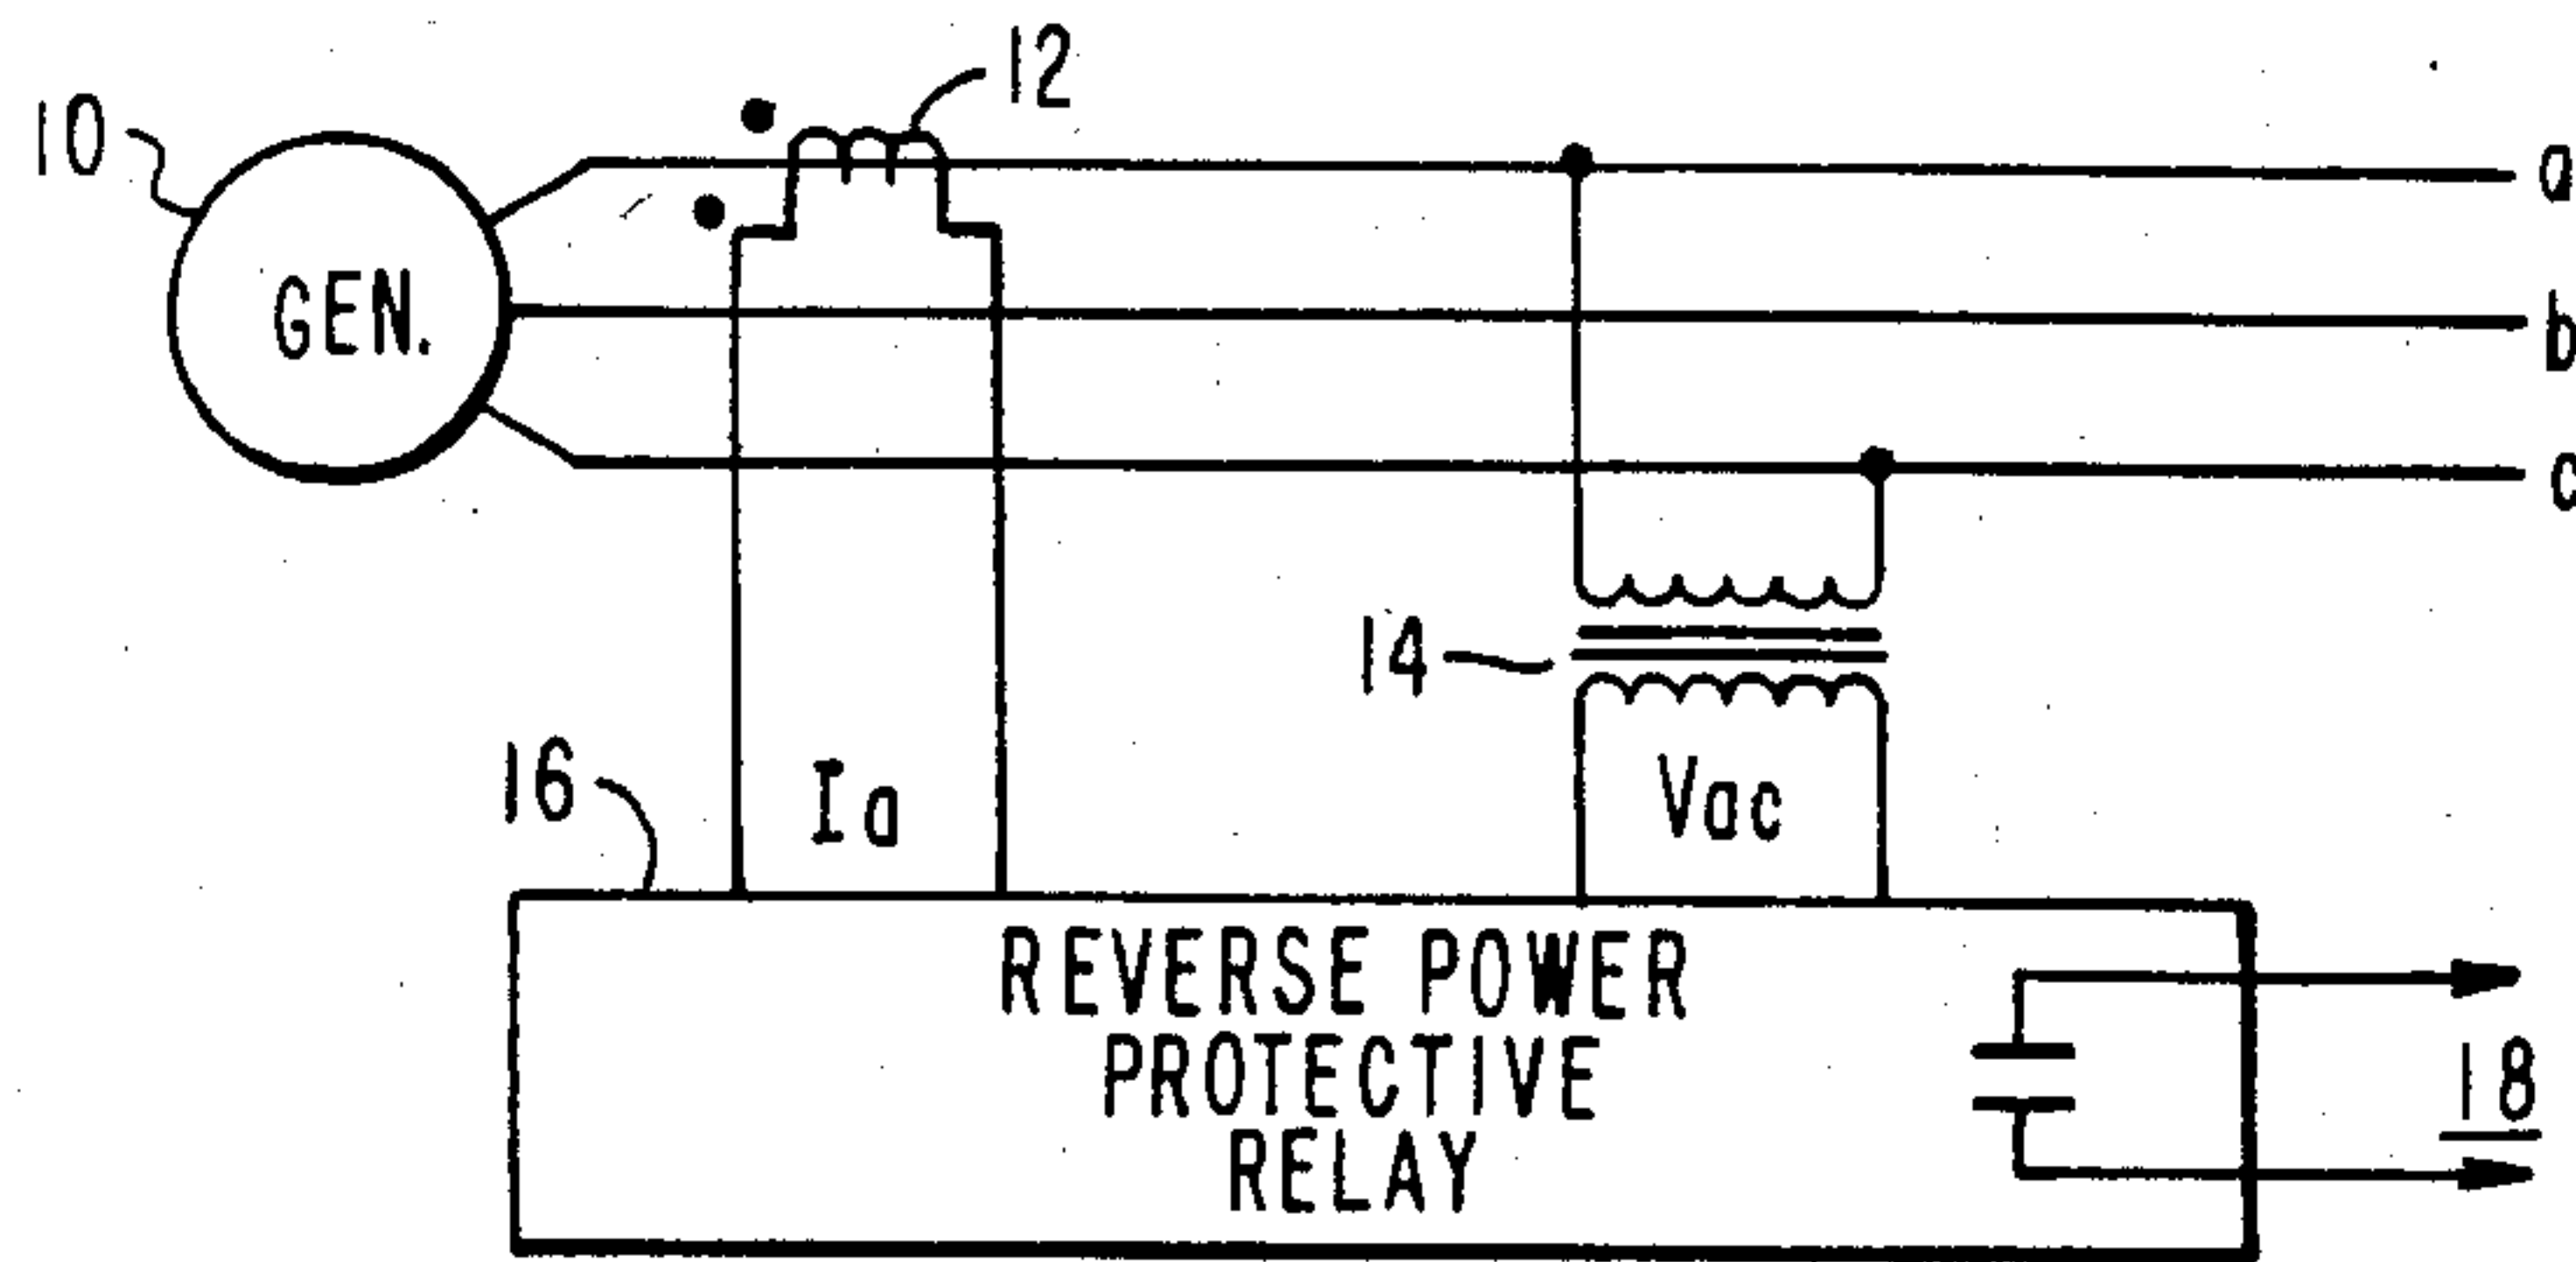 12
10
GEN.
a
b
c
14
16
Ia
Vac
REVERSE POWER
PROTECTIVE
RELAY
18